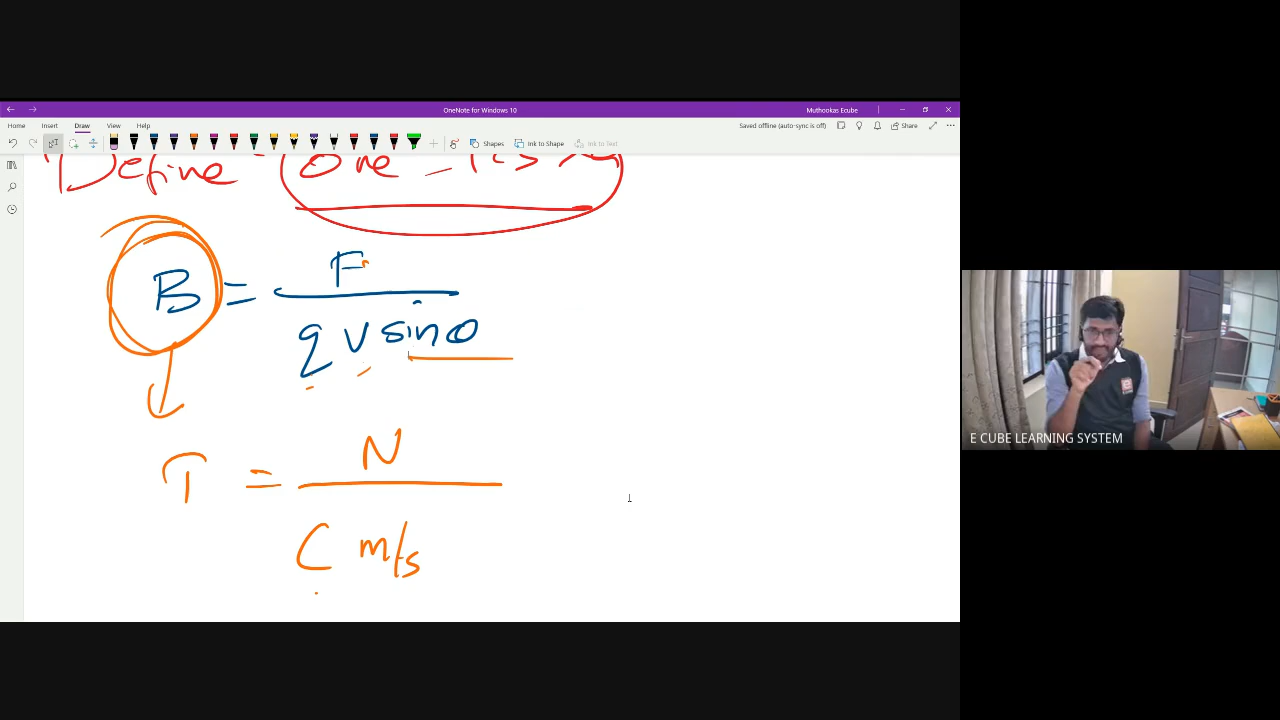 OneNote for Windows 10
Muthookas Ecube
Home Insert Draw View Help
Saved offline (auto-sync is off)
Share
Shapes
Ink to Shape
Ink to Text
Define One
B = F
q v sinθ
T = N
C m/s
E CUBE LEARNING SYSTEM